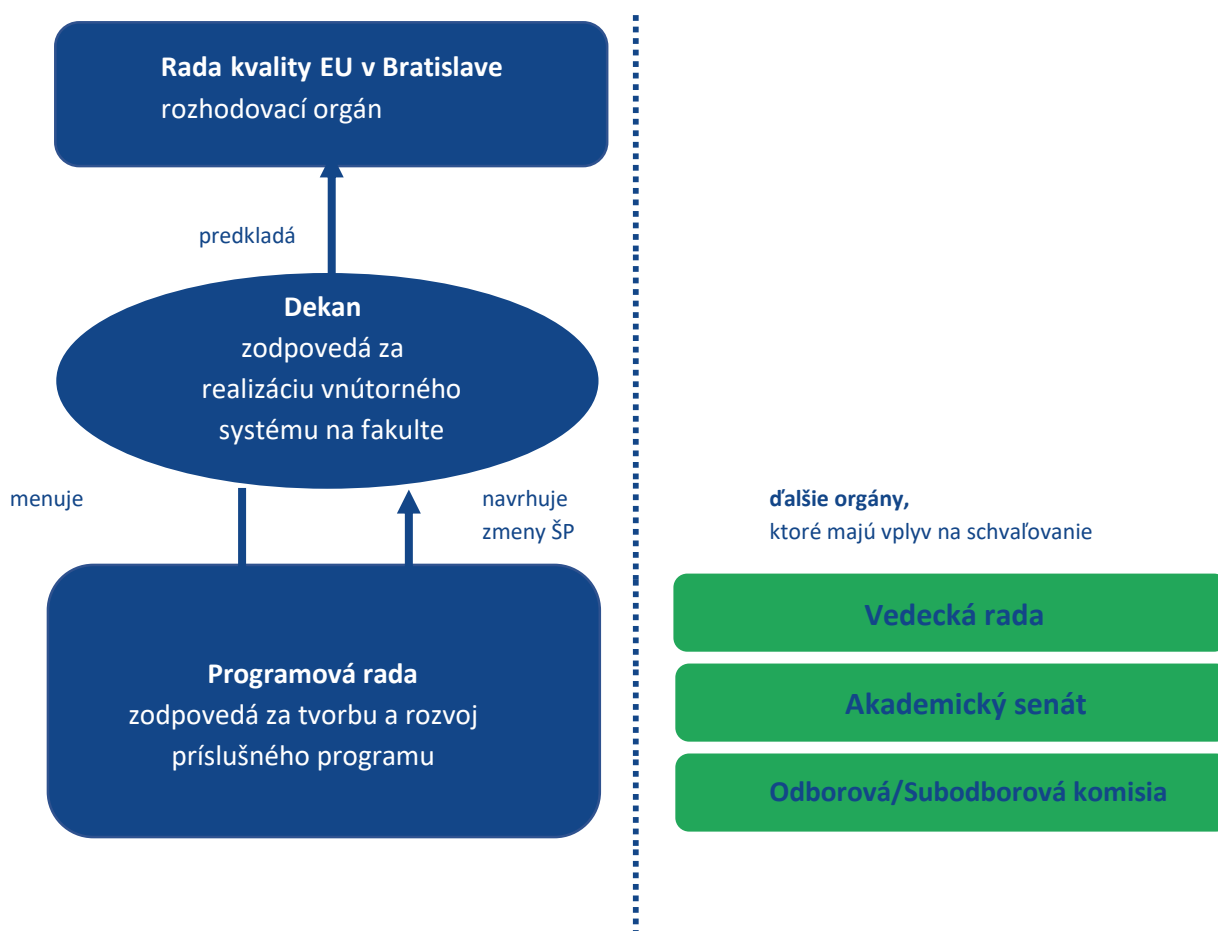 Rada kvality EU v Bratislave
rozhodovací orgán
predkladá
Dekan
zodpovedá za
realizáciu vnútorného
systému na fakulte
menuje
navrhuje
zmeny ŠP
Programová rada
zodpovedá za tvorbu a rozvoj
príslušného programu
ďalšie orgány,
ktoré majú vplyv na schvaľovanie
Vedecká rada
Akademický senát
Odborová/Subodborová komisia